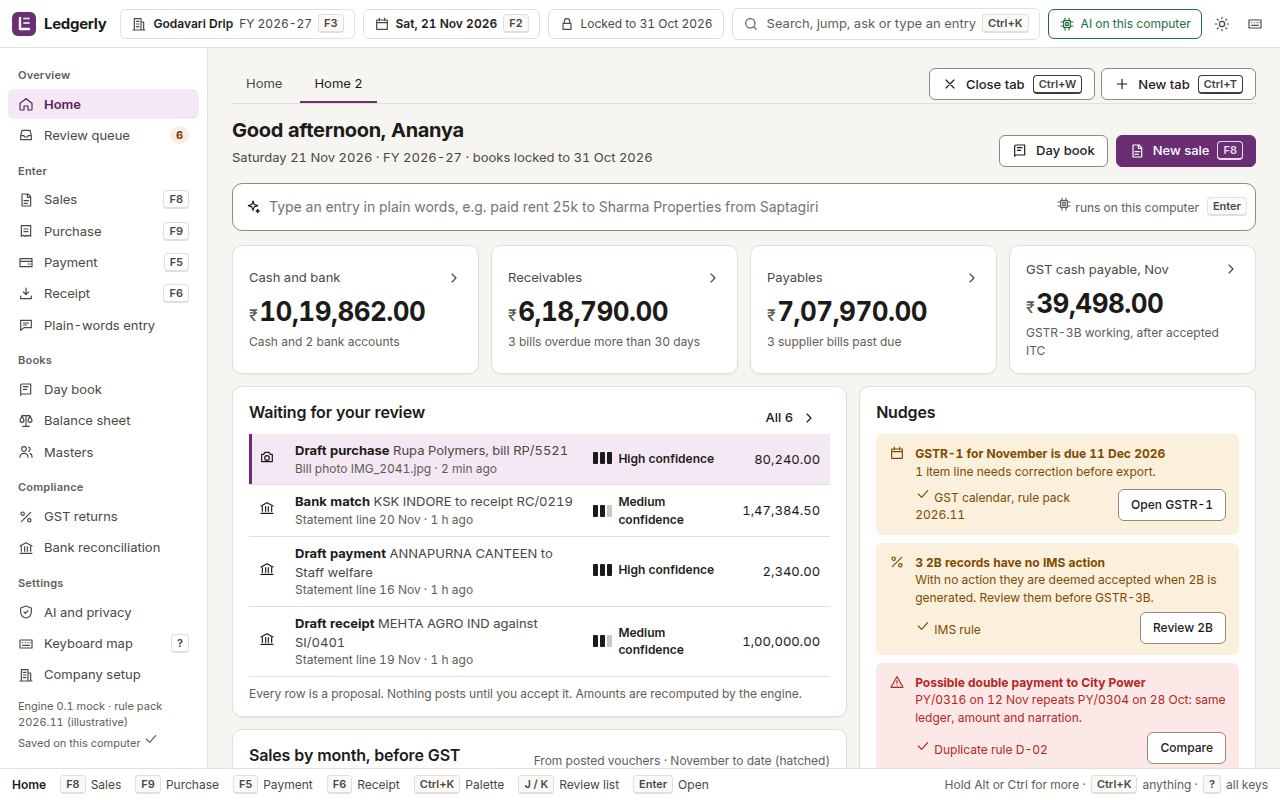 Ledgerly
Godavari Drip FY 2026-27 F3
Sat, 21 Nov 2026 F2
Locked to 31 Oct 2026
Search, jump, ask or type an entry Ctrl+K
AI on this computer
Overview
Home
Review queue 6
Enter
Sales F8
Purchase F9
Payment F5
Receipt F6
Plain-words entry
Books
Day book
Balance sheet
Masters
Compliance
GST returns
Bank reconciliation
Settings
AI and privacy
Keyboard map ?
Company setup
Engine 0.1 mock · rule pack
2026.11 (illustrative)
Saved on this computer
Home
Home 2
Close tab Ctrl+W
New tab Ctrl+T
Good afternoon, Ananya
Saturday 21 Nov 2026 · FY 2026-27 · books locked to 31 Oct 2026
Day book
New sale F8
Type an entry in plain words, e.g. paid rent 25k to Sharma Properties from Saptagiri
runs on this computer Enter
Cash and bank
₹10,19,862.00
Cash and 2 bank accounts
Receivables
₹6,18,790.00
3 bills overdue more than 30 days
Payables
₹7,07,970.00
3 supplier bills past due
GST cash payable, Nov
₹39,498.00
GSTR-3B working, after accepted
ITC
Waiting for your review
All 6
Draft purchase Rupa Polymers, bill RP/5521
Bill photo IMG_2041.jpg · 2 min ago
High confidence
80,240.00
Bank match KSK INDORE to receipt RC/0219
Statement line 20 Nov · 1 h ago
Medium
confidence
1,47,384.50
Draft payment ANNAPURNA CANTEEN to
Staff welfare
Statement line 16 Nov · 1 h ago
High confidence
2,340.00
Draft receipt MEHTA AGRO IND against
SI/0401
Statement line 19 Nov · 1 h ago
Medium
confidence
1,00,000.00
Every row is a proposal. Nothing posts until you accept it. Amounts are recomputed by the engine.
Sales by month, before GST
From posted vouchers · November to date (hatched)
Nudges
GSTR-1 for November is due 11 Dec 2026
1 item line needs correction before export.
GST calendar, rule pack
2026.11
Open GSTR-1
3 2B records have no IMS action
With no action they are deemed accepted when 2B is
generated. Review them before GSTR-3B.
IMS rule
Review 2B
Possible double payment to City Power
PY/0316 on 12 Nov repeats PY/0304 on 28 Oct: same
ledger, amount and narration.
Duplicate rule D-02
Compare
Home F8 Sales F9 Purchase F5 Payment F6 Receipt Ctrl+K Palette J / K Review list Enter Open
Hold Alt or Ctrl for more · Ctrl+K anything · ? all keys